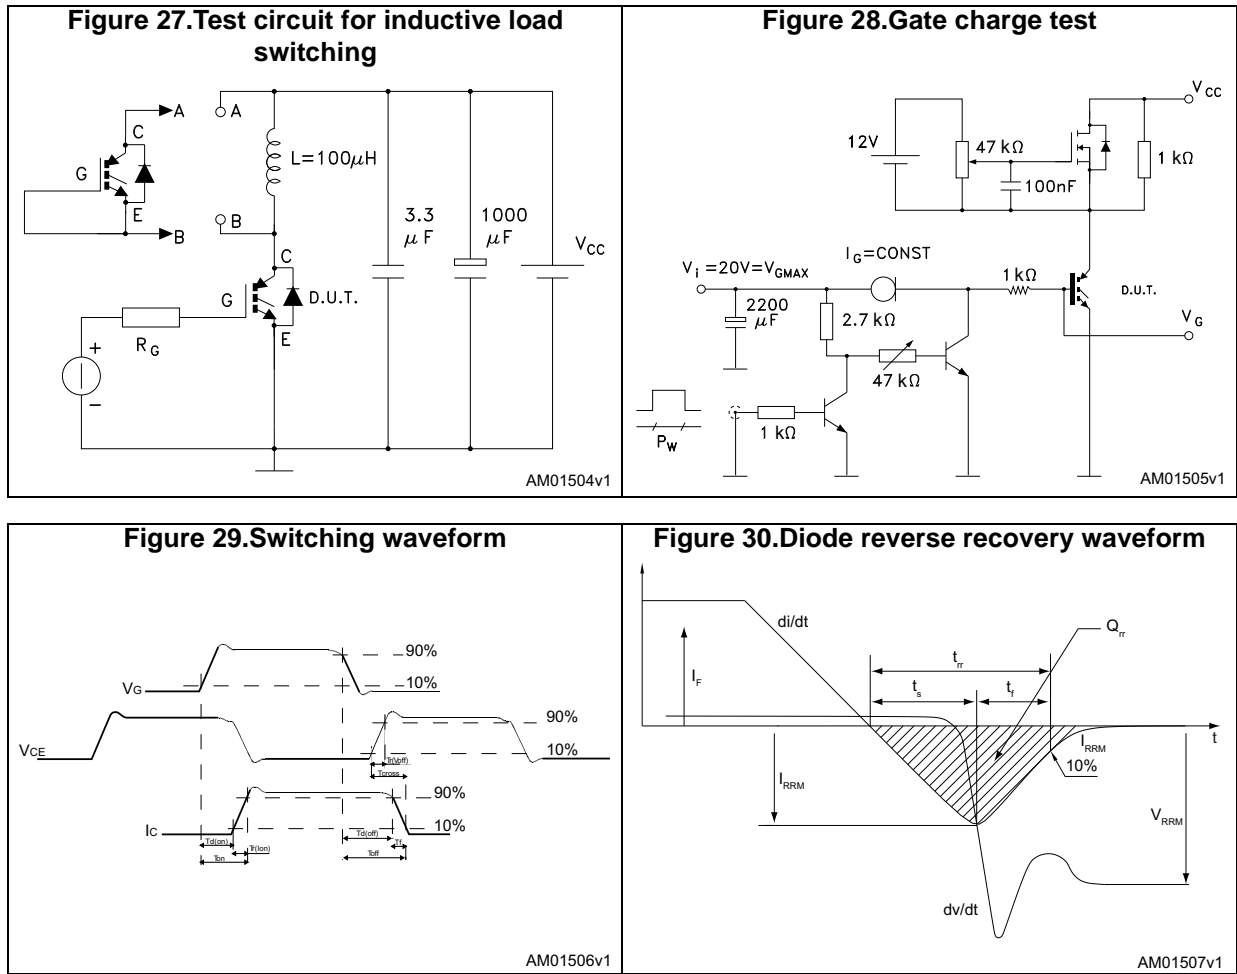 Figure 27.Test circuit for inductive load
switching
A
A
C
G
L=100μH
E
B
B
3.3
μF
1000
μF
C
VCC
G
D.U.T.
RG
E
+
−
AM01504v1
Figure 28.Gate charge test
VCC
12V
47 kΩ
1 kΩ
100nF
IG=CONST
Vi =20V=VGMAX
1kΩ
D.U.T.
2200
μF
2.7 kΩ
VG
47 kΩ
1 kΩ
PW
AM01505v1
Figure 29.Switching waveform
90%
VG
10%
90%
VCE
10%
Tr(Voff)
Tcross
90%
IC
10%
Td(on)
Tr(Ion)
Ton
Td(off)
Tf
Toff
AM01506v1
Figure 30.Diode reverse recovery waveform
di/dt
Qrr
trr
IF
ts
tf
t
IRRM
10%
IRRM
VRRM
dv/dt
AM01507v1